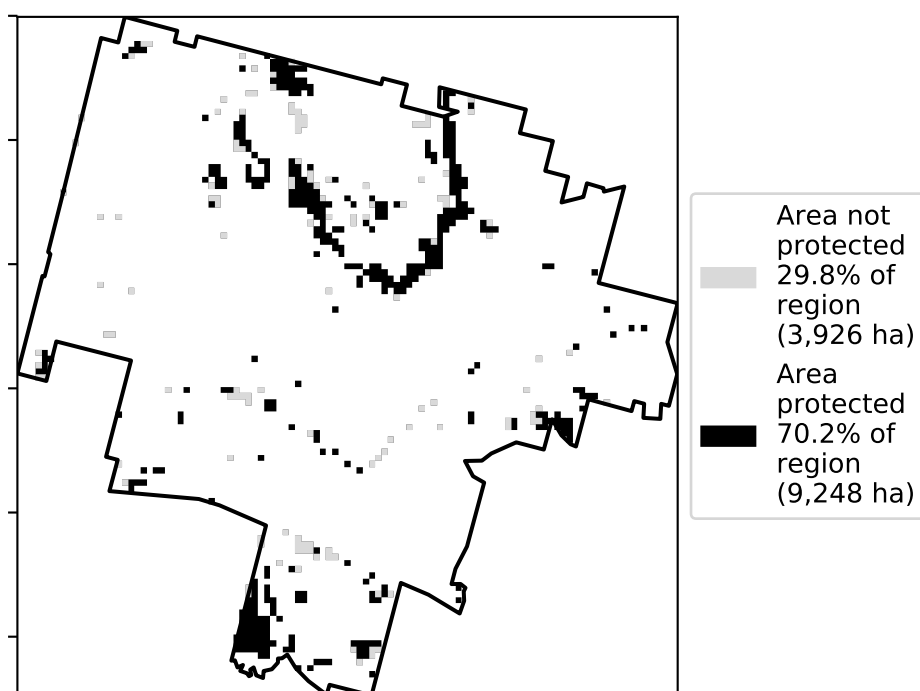 Area not
protected
29.8% of
region
(3,926 ha)
Area
protected
70.2% of
region
(9,248 ha)